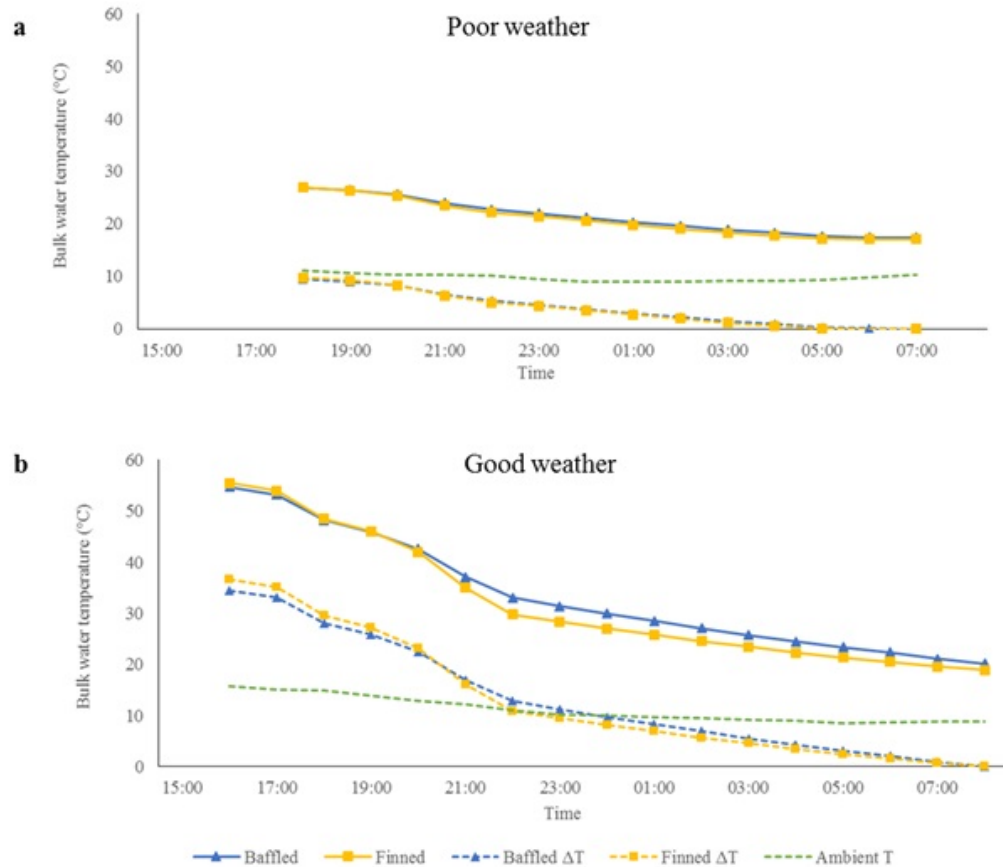 a
Poor weather
Bulk water temperature (°C)
60
50
40
30
20
10
0
15:00 17:00 19:00 21:00 23:00 01:00 03:00 05:00 07:00
Time
b
Good weather
Bulk water temperature (°C)
60
50
40
30
20
10
0
15:00 17:00 19:00 21:00 23:00 01:00 03:00 05:00 07:00
Time
Baffled Finned Baffled ΔT Finned ΔT Ambient T